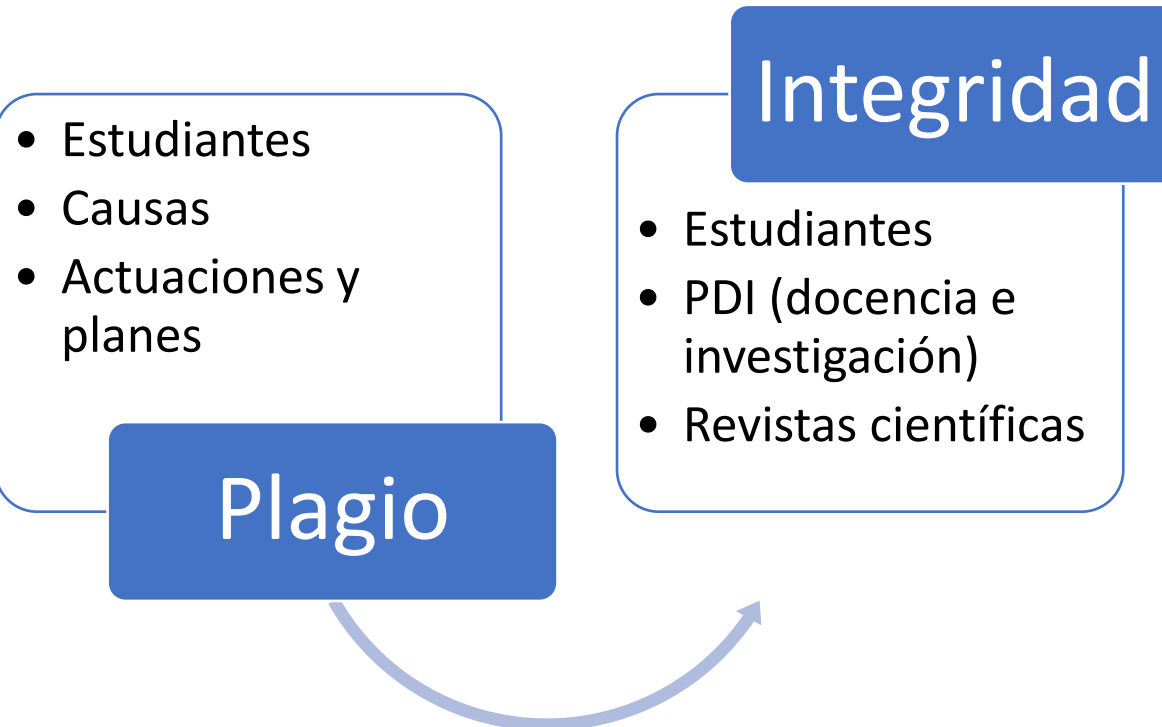 • Estudiantes
• Causas
• Actuaciones y
planes
Plagio
Integridad
• Estudiantes
• PDI (docencia e
investigación)
• Revistas científicas